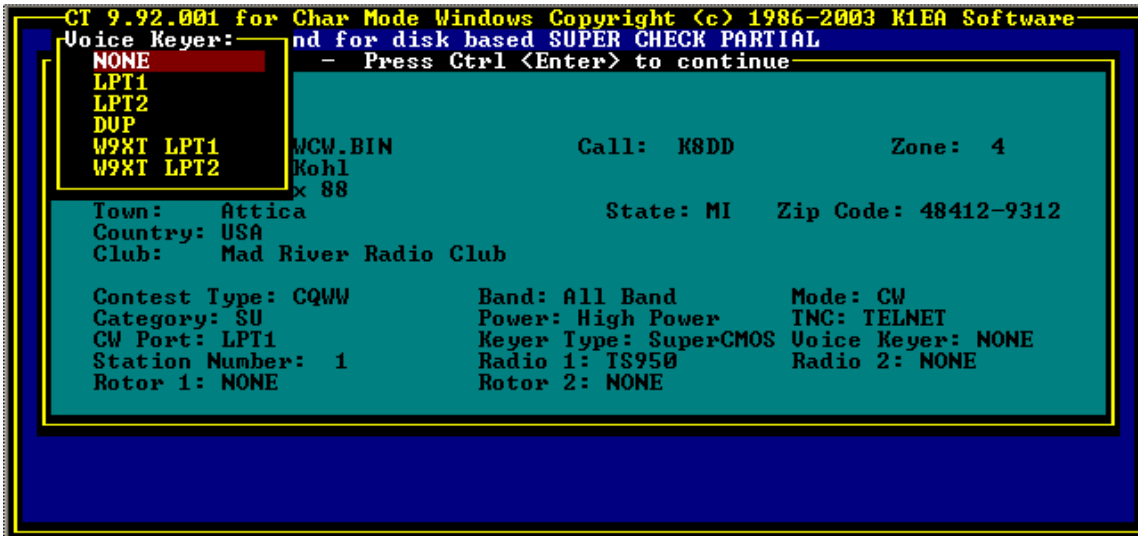 CT 9.92.001 for Char Mode Windows Copyright (c) 1986-2003 K1EA Software
Voice Keyer: nd for disk based SUPER CHECK PARTIAL
NONE - Press Ctrl <Enter> to continue
LPT1
LPT2
DVP
W9XT LPT1 WCW.BIN Call: K8DD Zone: 4
W9XT LPT2 Kohl
x 88
Town: Attica State: MI Zip Code: 48412-9312
Country: USA
Club: Mad River Radio Club
Contest Type: CQWW Band: All Band Mode: CW
Category: SU Power: High Power TNC: TELNET
CW Port: LPT1 Keyer Type: SuperCMOS Voice Keyer: NONE
Station Number: 1 Radio 1: TS950 Radio 2: NONE
Rotor 1: NONE Rotor 2: NONE